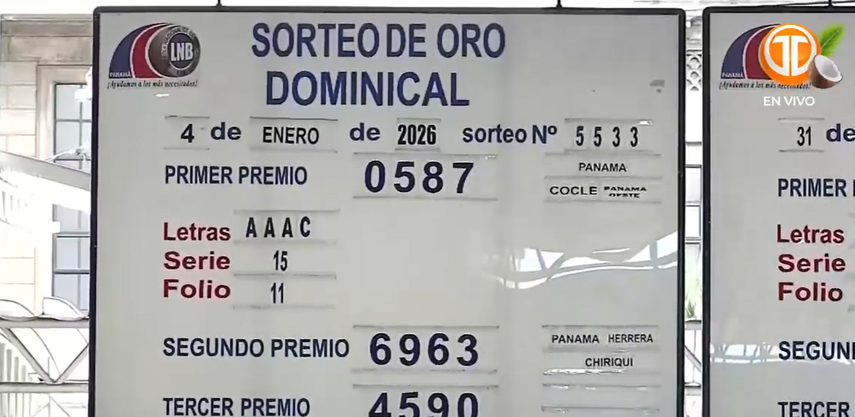 LNB
PANAMÁ
¡Ayudamos a los más necesitados!
SORTEO DE ORO
DOMINICAL
4 de ENERO de 2026 sorteo Nº 5533
PRIMER PREMIO 0587
PANAMA
COCLE PANAMA OESTE
Letras AAAC
Serie 15
Folio 11
SEGUNDO PREMIO 6963
PANAMA HERRERA
CHIRIQUI
TERCER PREMIO 4590
EN VIVO
31 de
PRIMER
Letras
Serie
Folio
SEGUN
TERCER